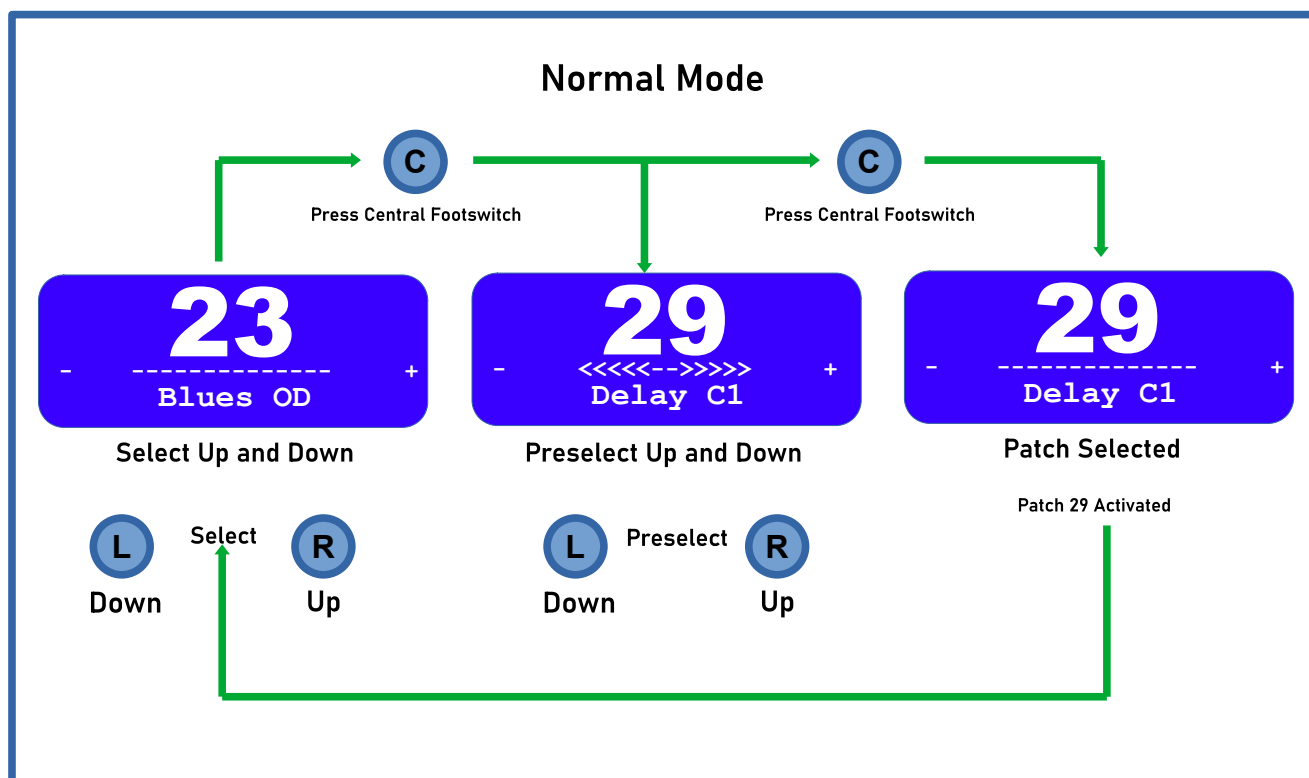 Normal Mode
C
C
Press Central Footswitch
Press Central Footswitch
23
- -------------- +
Blues OD
29
- <<<<<-->>>>> +
Delay C1
29
- -------------- +
Delay C1
Select Up and Down
Preselect Up and Down
Patch Selected
Patch 29 Activated
L
Select
R
Down
Up
L
Preselect
R
Down
Up